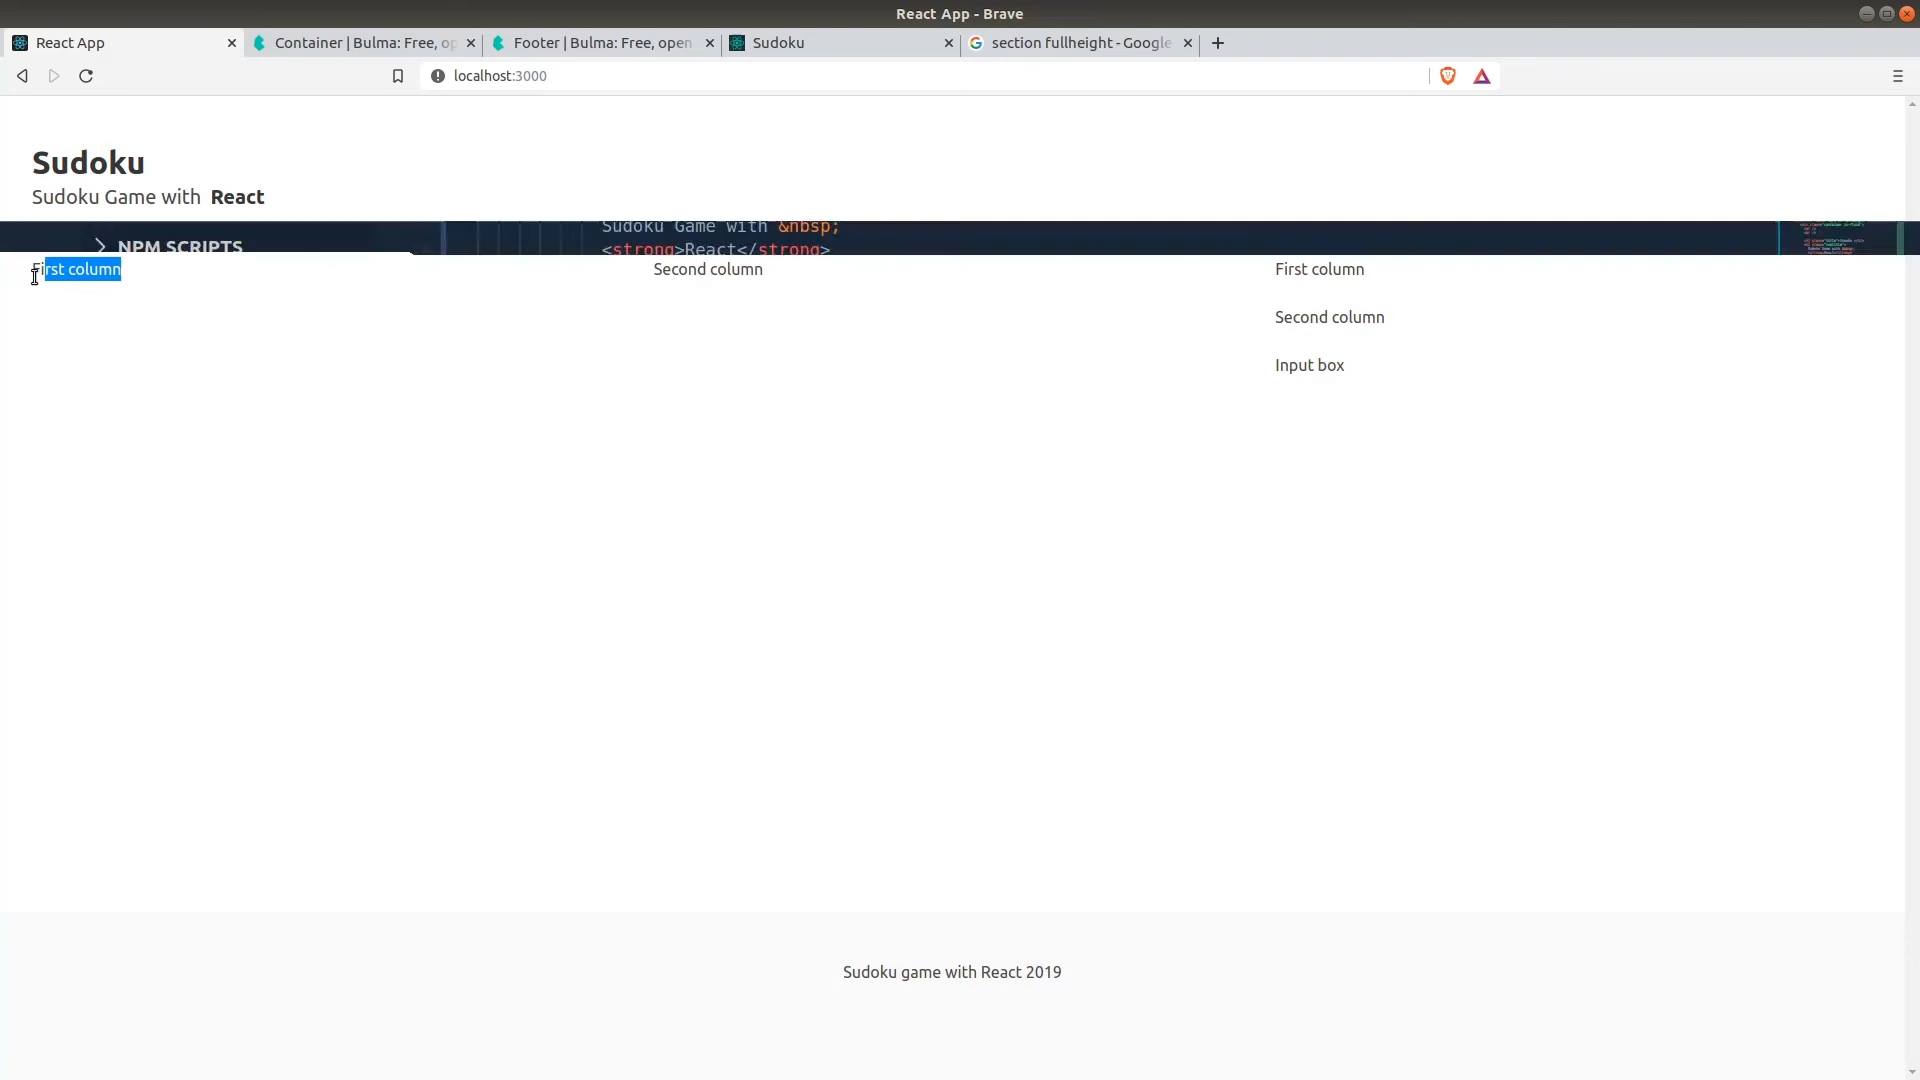 React App - Brave
React App
Container | Bulma: Free, op
Footer | Bulma: Free, open
Sudoku
section fullheight - Google
localhost:3000
Sudoku
Sudoku Game with React
Sudoku Game with &nbsp;
NPM SCRIPTS
<strong>React</strong>
First column
Second column
First column
Second column
Input box
Sudoku game with React 2019